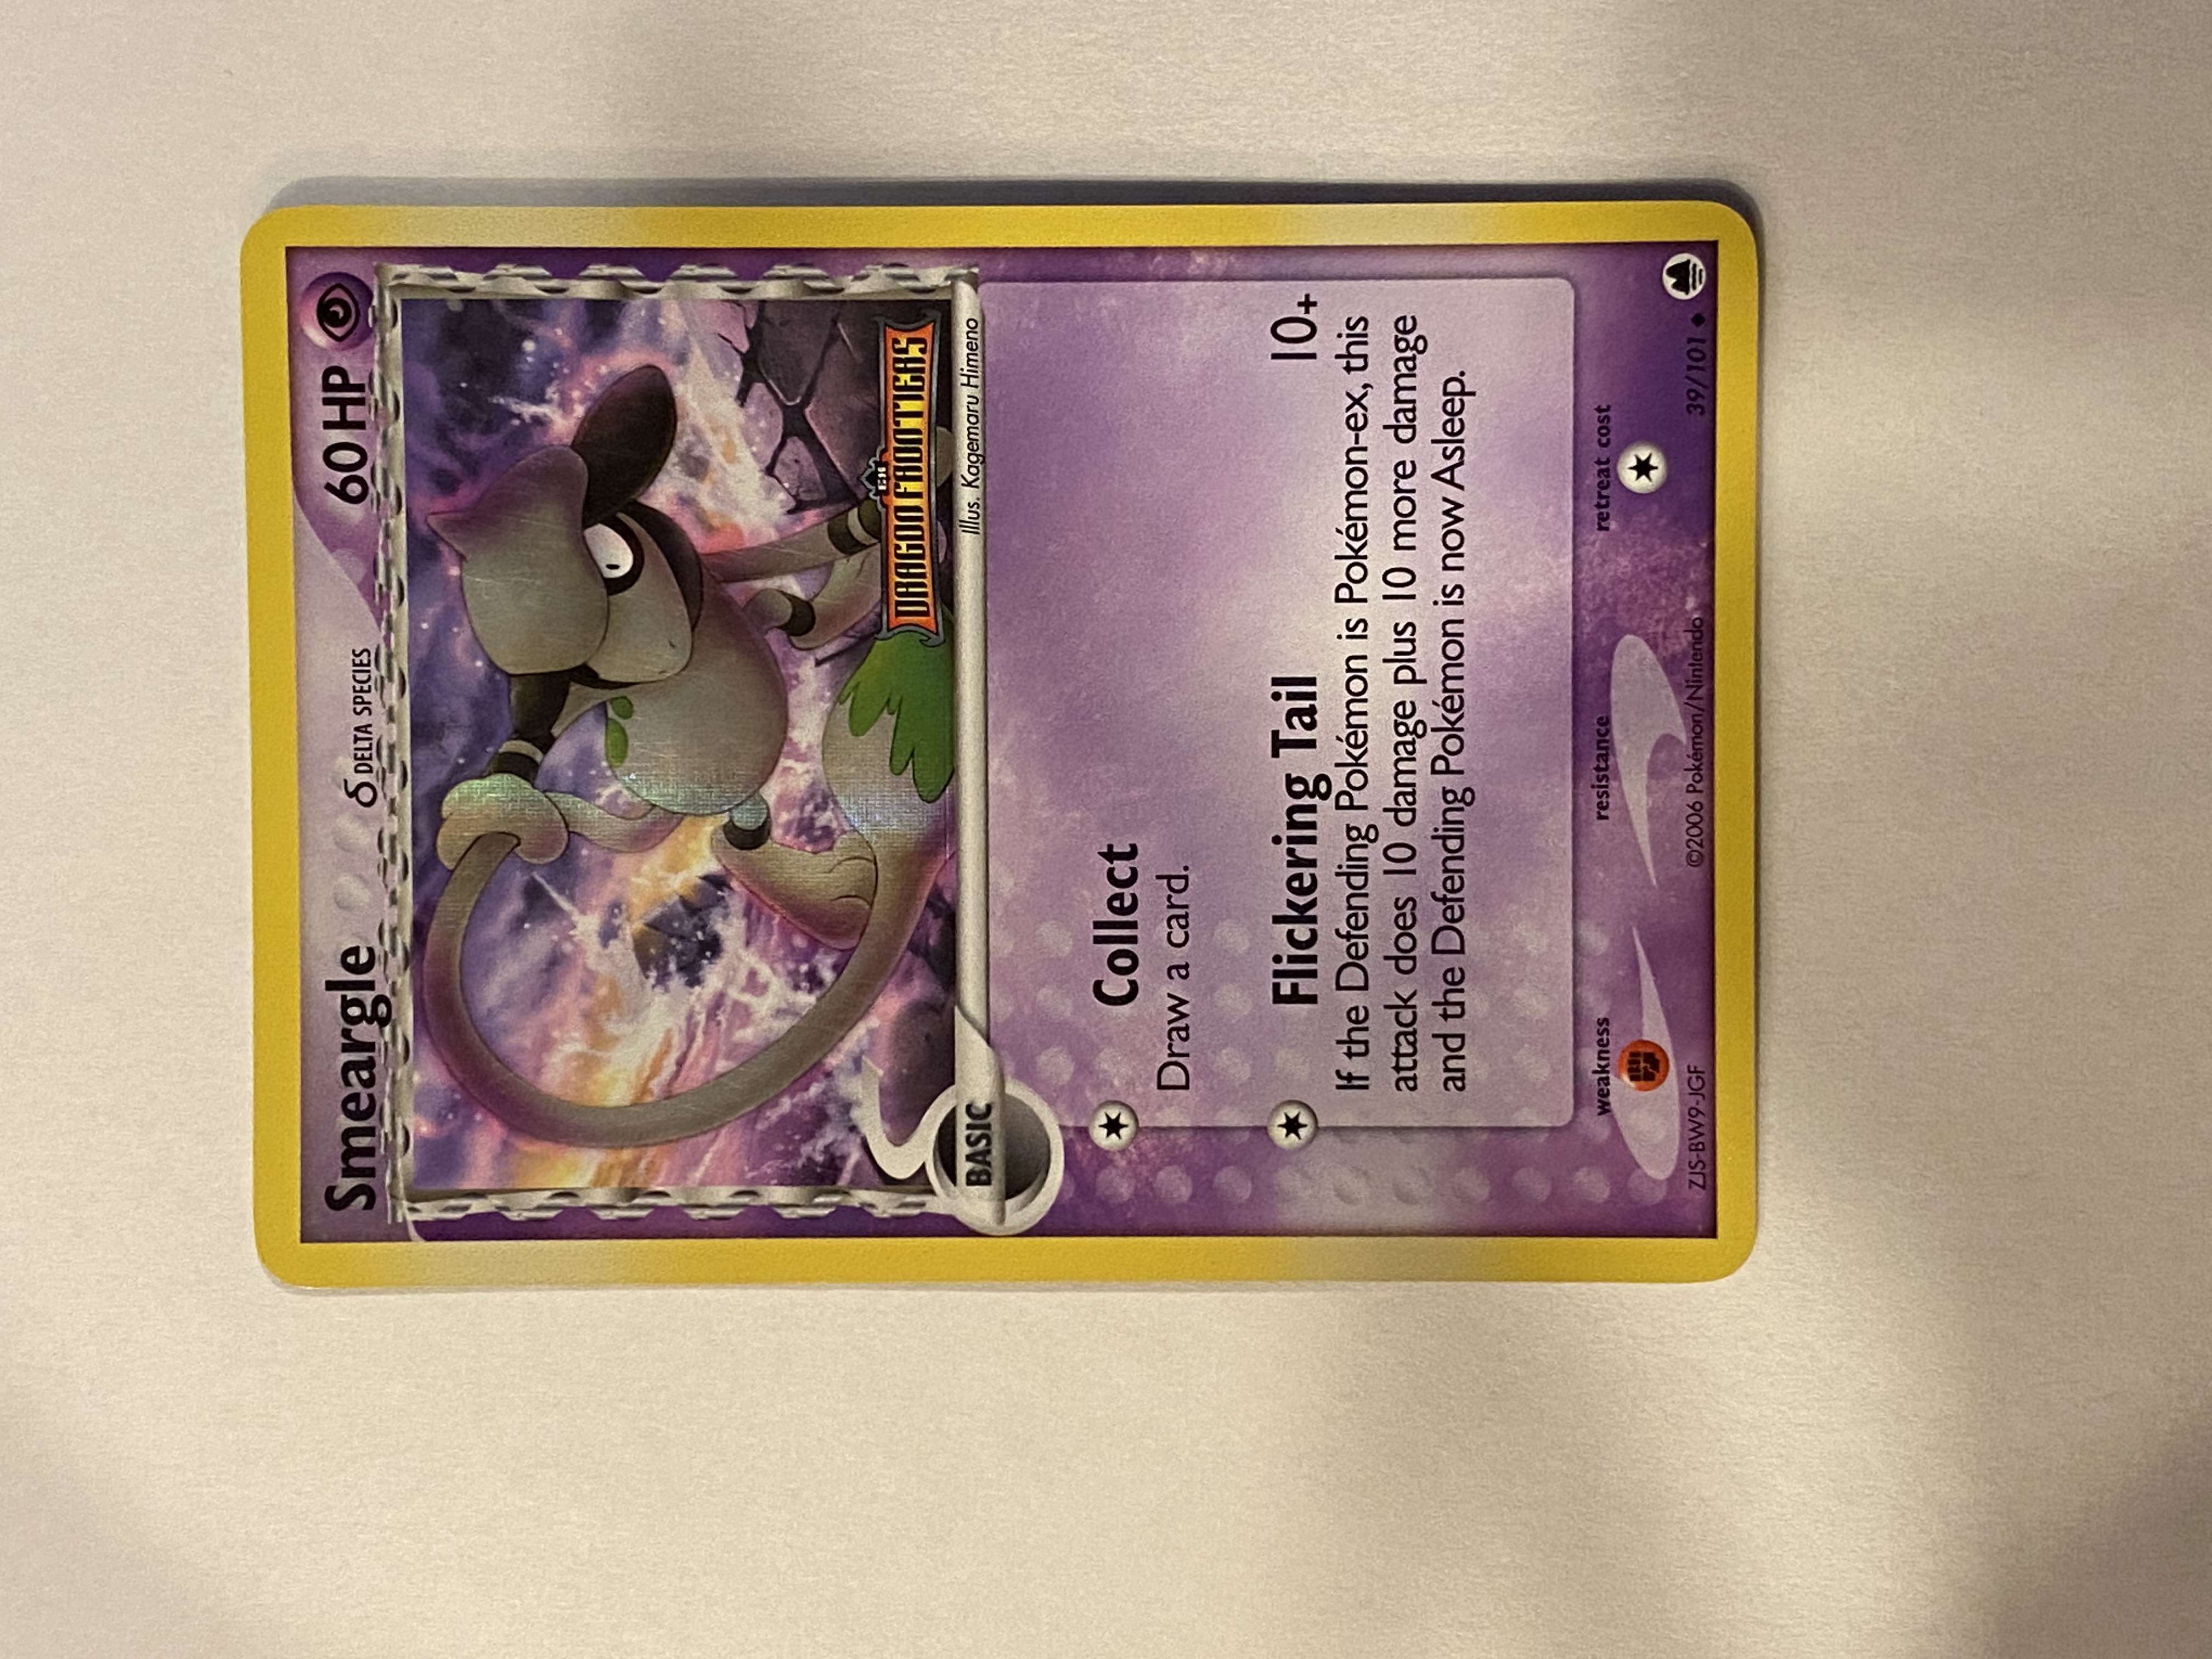 Smeargle δ DELTA SPECIES 60 HP
EX
DRAGON FRONTIERS
Illus. Kagemaru Himeno
BASIC
Collect
Draw a card.
Flickering Tail 10+
If the Defending Pokémon is Pokémon-ex, this
attack does 10 damage plus 10 more damage
and the Defending Pokémon is now Asleep.
weakness resistance retreat cost
ZJS-BW9-JGF ©2006 Pokémon/Nintendo 39/101